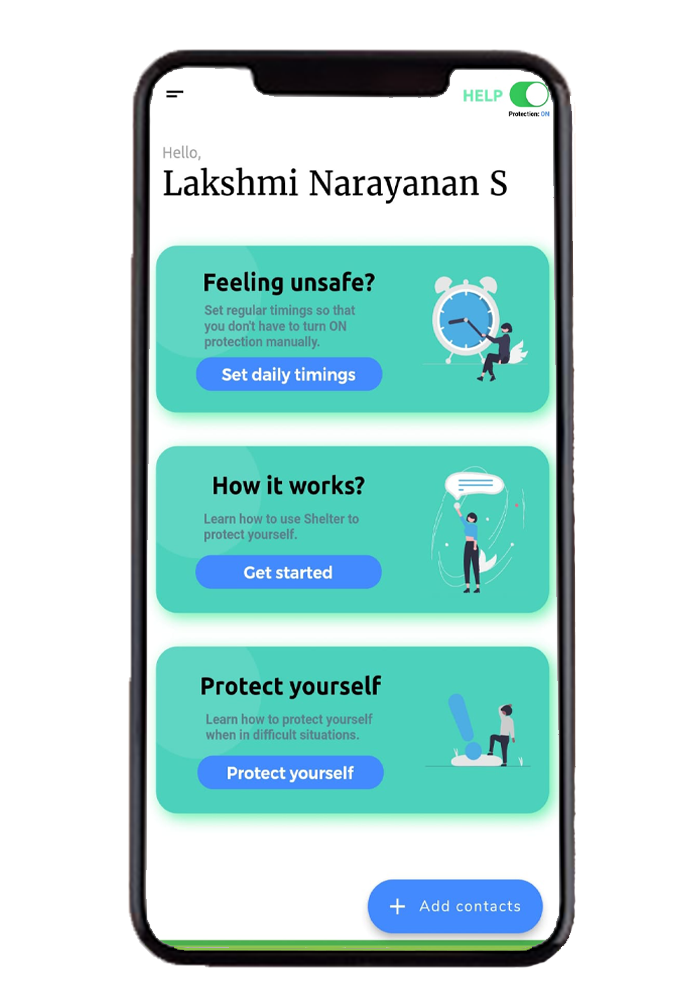 HELP
Protection: ON
Hello,
Lakshmi Narayanan S
Feeling unsafe?
Set regular timings so that
you don't have to turn ON
protection manually.
Set daily timings
How it works?
Learn how to use Shelter to
protect yourself.
Get started
Protect yourself
Learn how to protect yourself
when in difficult situations.
Protect yourself
+ Add contacts